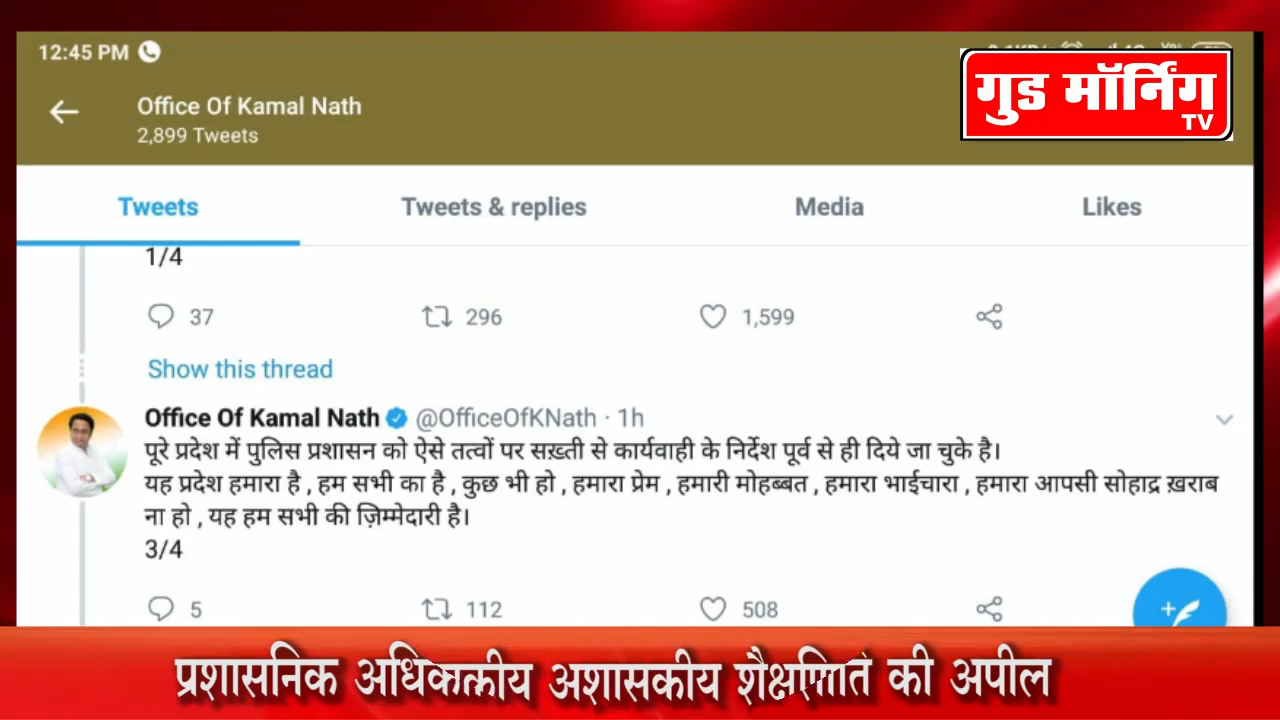 12:45 PM
गुड मॉर्निंग
TV
Office Of Kamal Nath
2,899 Tweets
Tweets Tweets & replies Media Likes
1/4
37 296 1,599
Show this thread
Office Of Kamal Nath @OfficeOfKNath · 1h
पूरे प्रदेश में पुलिस प्रशासन को ऐसे तत्वों पर सख़्ती से कार्यवाही के निर्देश पूर्व से ही दिये जा चुके है।
यह प्रदेश हमारा है , हम सभी का है , कुछ भी हो , हमारा प्रेम , हमारी मोहब्बत , हमारा भाईचारा , हमारा आपसी सोहाद्र ख़राब
ना हो , यह हम सभी की ज़िम्मेदारी है।
3/4
5 112 508
प्रशासनिक अशासकीय की अपील